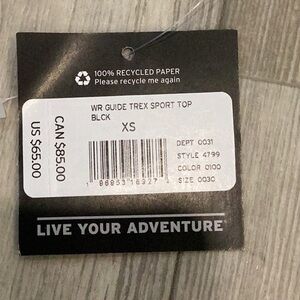 100% RECYCLED PAPER
Please recycle me again
WR GUIDE TREX SPORT TOP
BLCK
XS
DEPT 0031
STYLE 4799
COLOR 0100
SIZE 0030
CAN $85.00
US $65.00
LIVE YOUR ADVENTURE